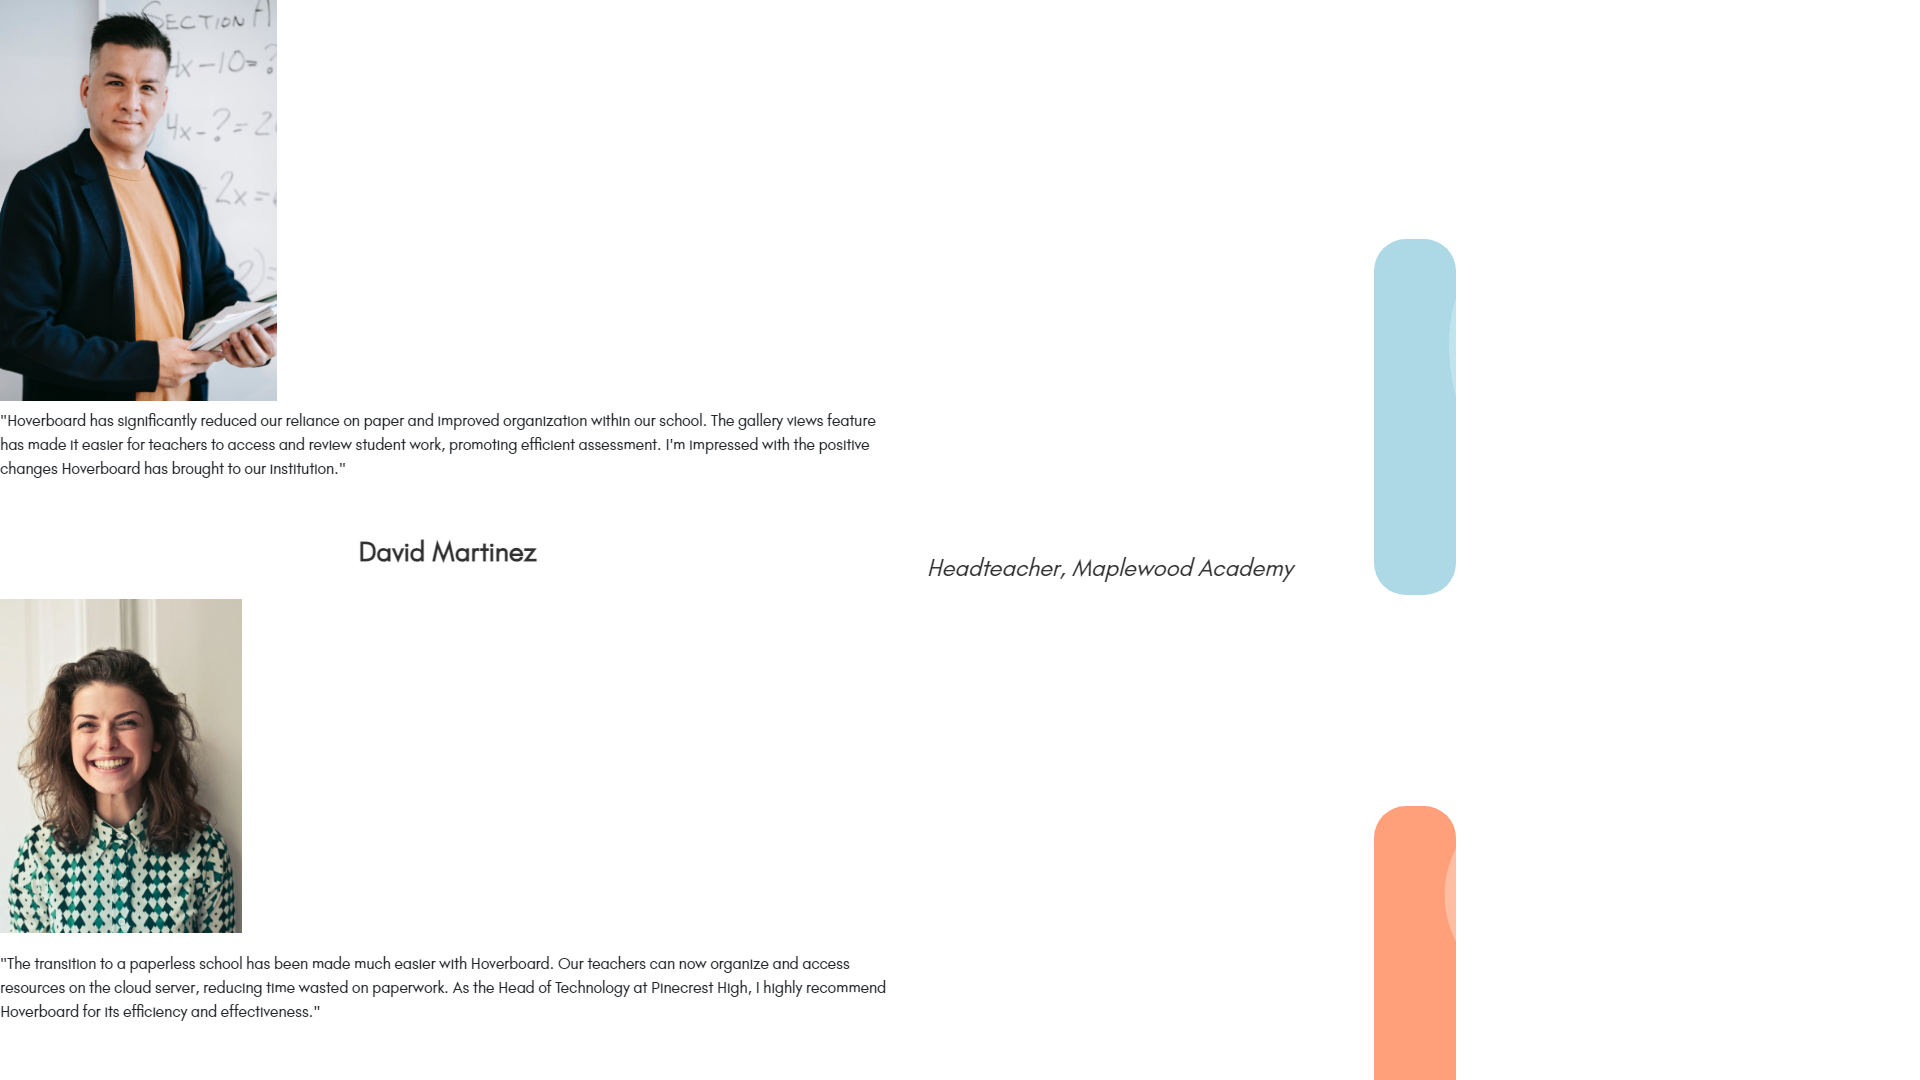 SECTION A
4x-10=?
4x-?=2
2x=
2)=
"Hoverboard has significantly reduced our reliance on paper and improved organization within our school. The gallery views feature
has made it easier for teachers to access and review student work, promoting efficient assessment. I'm impressed with the positive
changes Hoverboard has brought to our institution."
David Martinez
Headteacher, Maplewood Academy
"The transition to a paperless school has been made much easier with Hoverboard. Our teachers can now organize and access
resources on the cloud server, reducing time wasted on paperwork. As the Head of Technology at Pinecrest High, I highly recommend
Hoverboard for its efficiency and effectiveness."